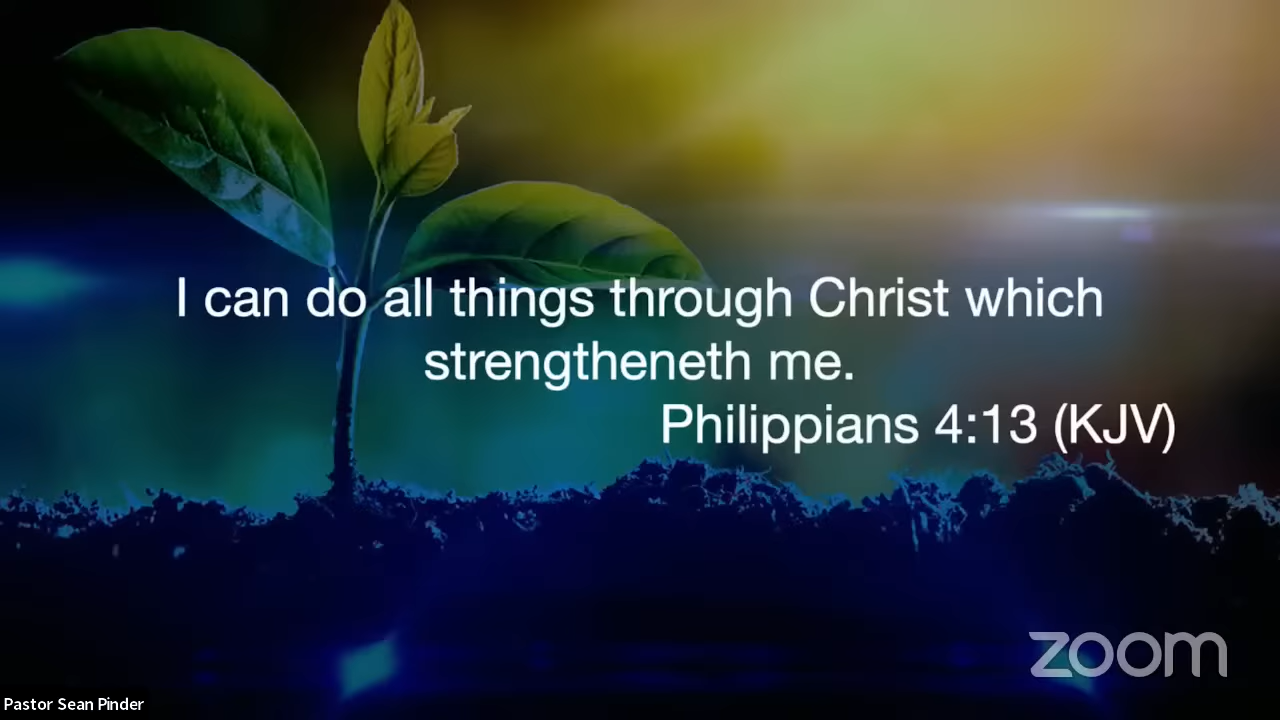 I can do all things through Christ which
strengtheneth me.
Philippians 4:13 (KJV)
zoom
Pastor Sean Pinder